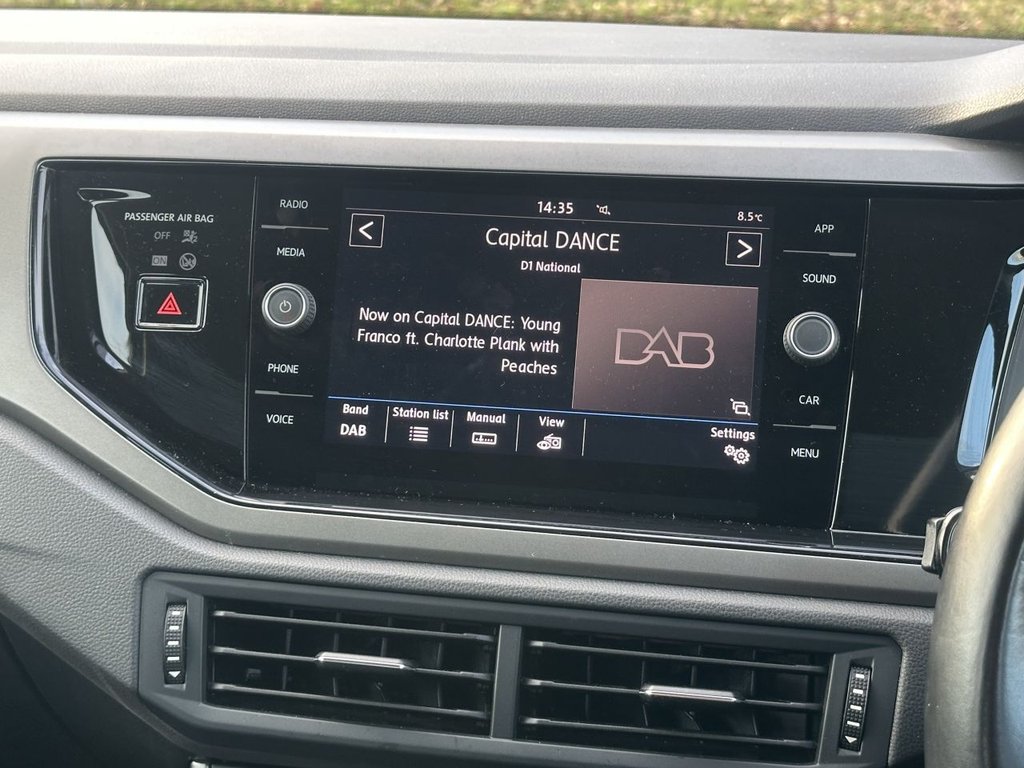 PASSENGER AIR BAG
OFF
ON
RADIO
MEDIA
PHONE
VOICE
14:35
8.5°C
<
Capital DANCE
>
D1 National
Now on Capital DANCE: Young
Franco ft. Charlotte Plank with
Peaches
DAB
Band
DAB
Station list
Manual
View
Settings
APP
SOUND
CAR
MENU